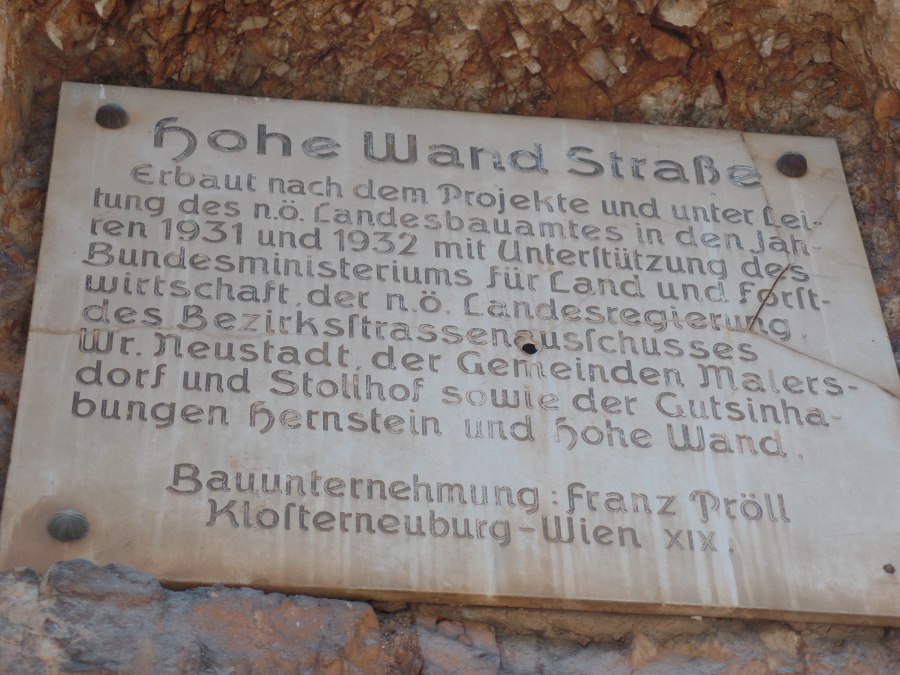 Hohe Wand Straße
Erbaut nach dem Projekte und unter Lei-
tung des n.ö. Landesbauamtes in den Jah-
ren 1931 und 1932 mit Unterſtützung des
Bundesministeriums für Land und forſt-
wirtschaft, der n.ö. Landesregierung,
des Bezirksſtrassenausſchusses
Wr. Neustadt, der Gemeinden Maiers-
dorf und Stollhof sowie der Gutsinha-
bungen Hernstein und Hohe Wand.
Bauunternehmung: Franz Pröll
Kloſterneuburg-Wien XIX.